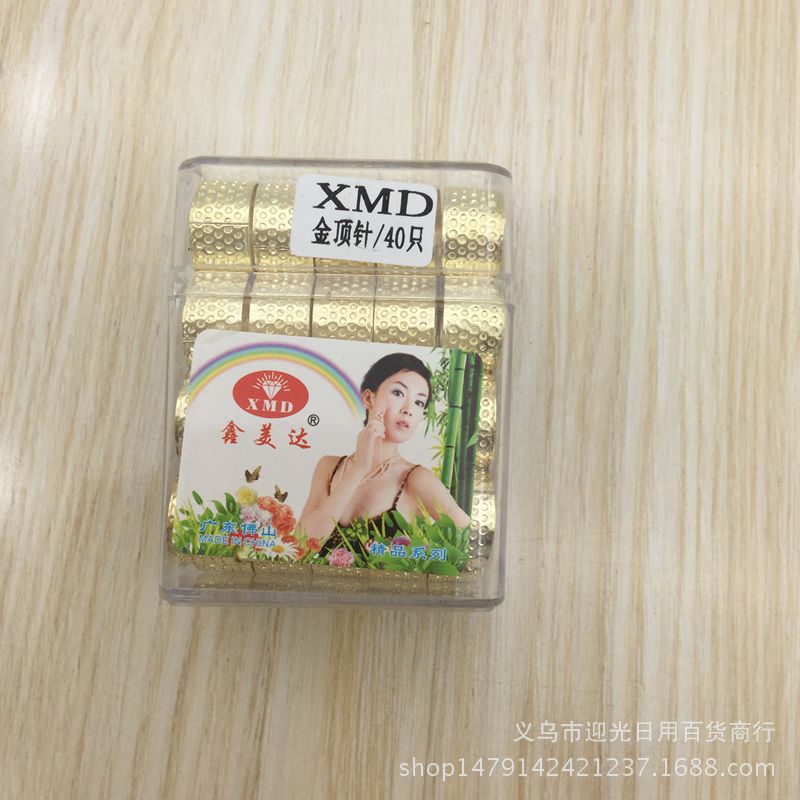 XMD
金顶针/40只
XMD
鑫美达®
广东佛山
MADE IN CHINA
精品系列
义乌市迎光日用百货商行
shop1479142421237.1688.com